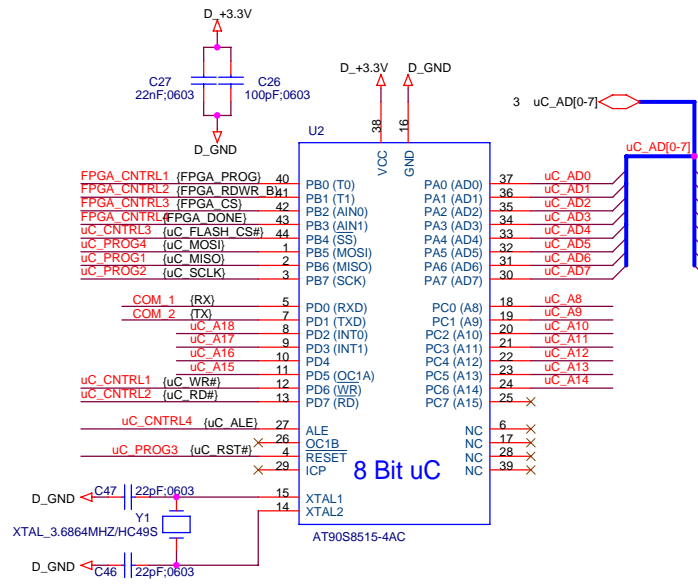 D_+3.3V
C27
22nF;0603
C26
100pF;0603
D_GND
D_+3.3V
D_GND
3 uC_AD[0-7]
uC_AD[0-7]
U2
38
VCC
16
GND
FPGA_CNTRL1 {FPGA_PROG} 40 PB0 (T0)
FPGA_CNTRL2 {FPGA_RDWR_B} 41 PB1 (T1)
FPGA_CNTRL3 {FPGA_CS} 42 PB2 (AIN0)
FPGA_CNTRL4 {FPGA_DONE} 43 PB3 (AIN1)
uC_CNTRL3 {uC_FLASH_CS#} 44 PB4 (SS)
uC_PROG4 {uC_MOSI} 1 PB5 (MOSI)
uC_PROG1 {uC_MISO} 2 PB6 (MISO)
uC_PROG2 {uC_SCLK} 3 PB7 (SCK)
PA0 (AD0) 37 uC_AD0
PA1 (AD1) 36 uC_AD1
PA2 (AD2) 35 uC_AD2
PA3 (AD3) 34 uC_AD3
PA4 (AD4) 33 uC_AD4
PA5 (AD5) 32 uC_AD5
PA6 (AD6) 31 uC_AD6
PA7 (AD7) 30 uC_AD7
COM_1 {RX} 5 PD0 (RXD)
COM_2 {TX} 7 PD1 (TXD)
uC_A18 8 PD2 (INT0)
uC_A17 9 PD3 (INT1)
uC_A16 10 PD4
uC_A15 11 PD5 (OC1A)
uC_CNTRL1 {uC_WR#} 12 PD6 (WR)
uC_CNTRL2 {uC_RD#} 13 PD7 (RD)
PC0 (A8) 18 uC_A8
PC1 (A9) 19 uC_A9
PC2 (A10) 20 uC_A10
PC3 (A11) 21 uC_A11
PC4 (A12) 22 uC_A12
PC5 (A13) 23 uC_A13
PC6 (A14) 24 uC_A14
PC7 (A15) 25
uC_CNTRL4 {uC_ALE} 27 ALE
26 OC1B
uC_PROG3 {uC_RST#} 4 RESET
29 ICP
NC 6
NC 17
NC 28
NC 39
8 Bit uC
D_GND C47 22pF;0603 15 XTAL1
14 XTAL2
Y1
XTAL_3.6864MHZ/HC49S
D_GND C46 22pF;0603
AT90S8515-4AC